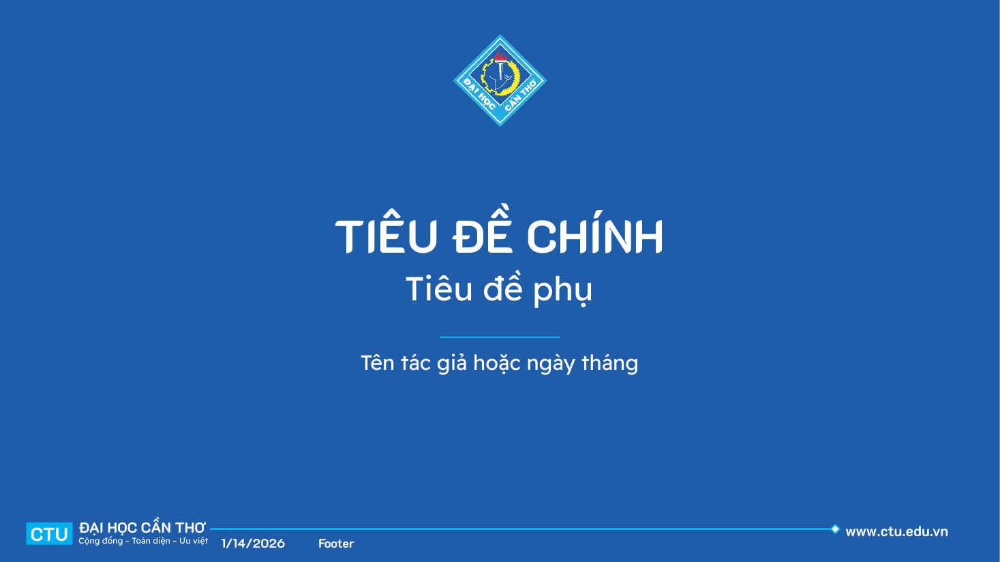 ĐẠI HỌC CẦN THƠ
TIÊU ĐỀ CHÍNH
Tiêu đề phụ
Tên tác giả hoặc ngày tháng
CTU
ĐẠI HỌC CẦN THƠ
Cộng đồng – Toàn diện – Ưu việt
1/14/2026
Footer
www.ctu.edu.vn